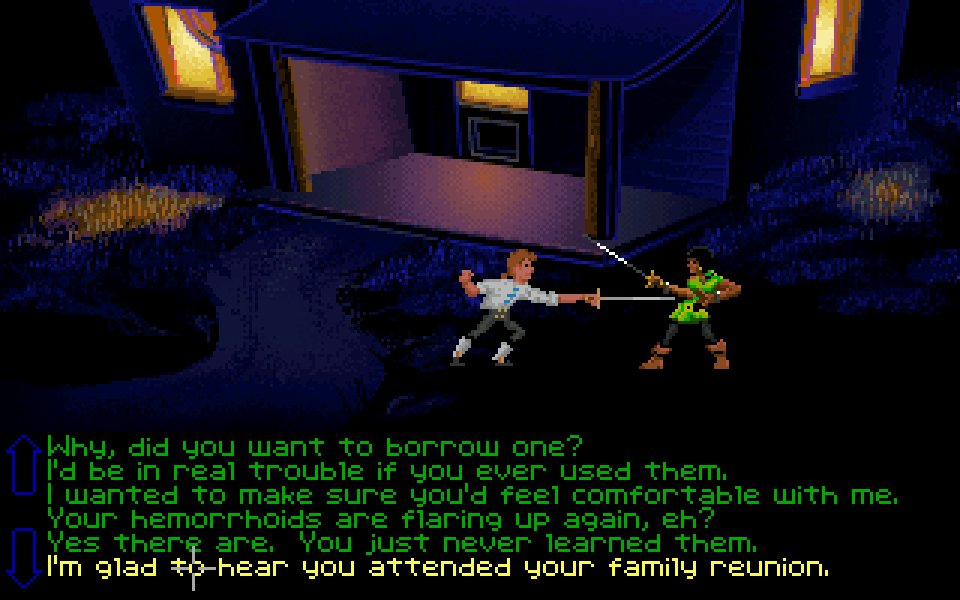 Why, did you want to borrow one?
I'd be in real trouble if you ever used them.
I wanted to make sure you'd feel comfortable with me.
Your hemorrhoids are flaring up again, eh?
Yes there are.  You just never learned them.
I'm glad to hear you attended your family reunion.